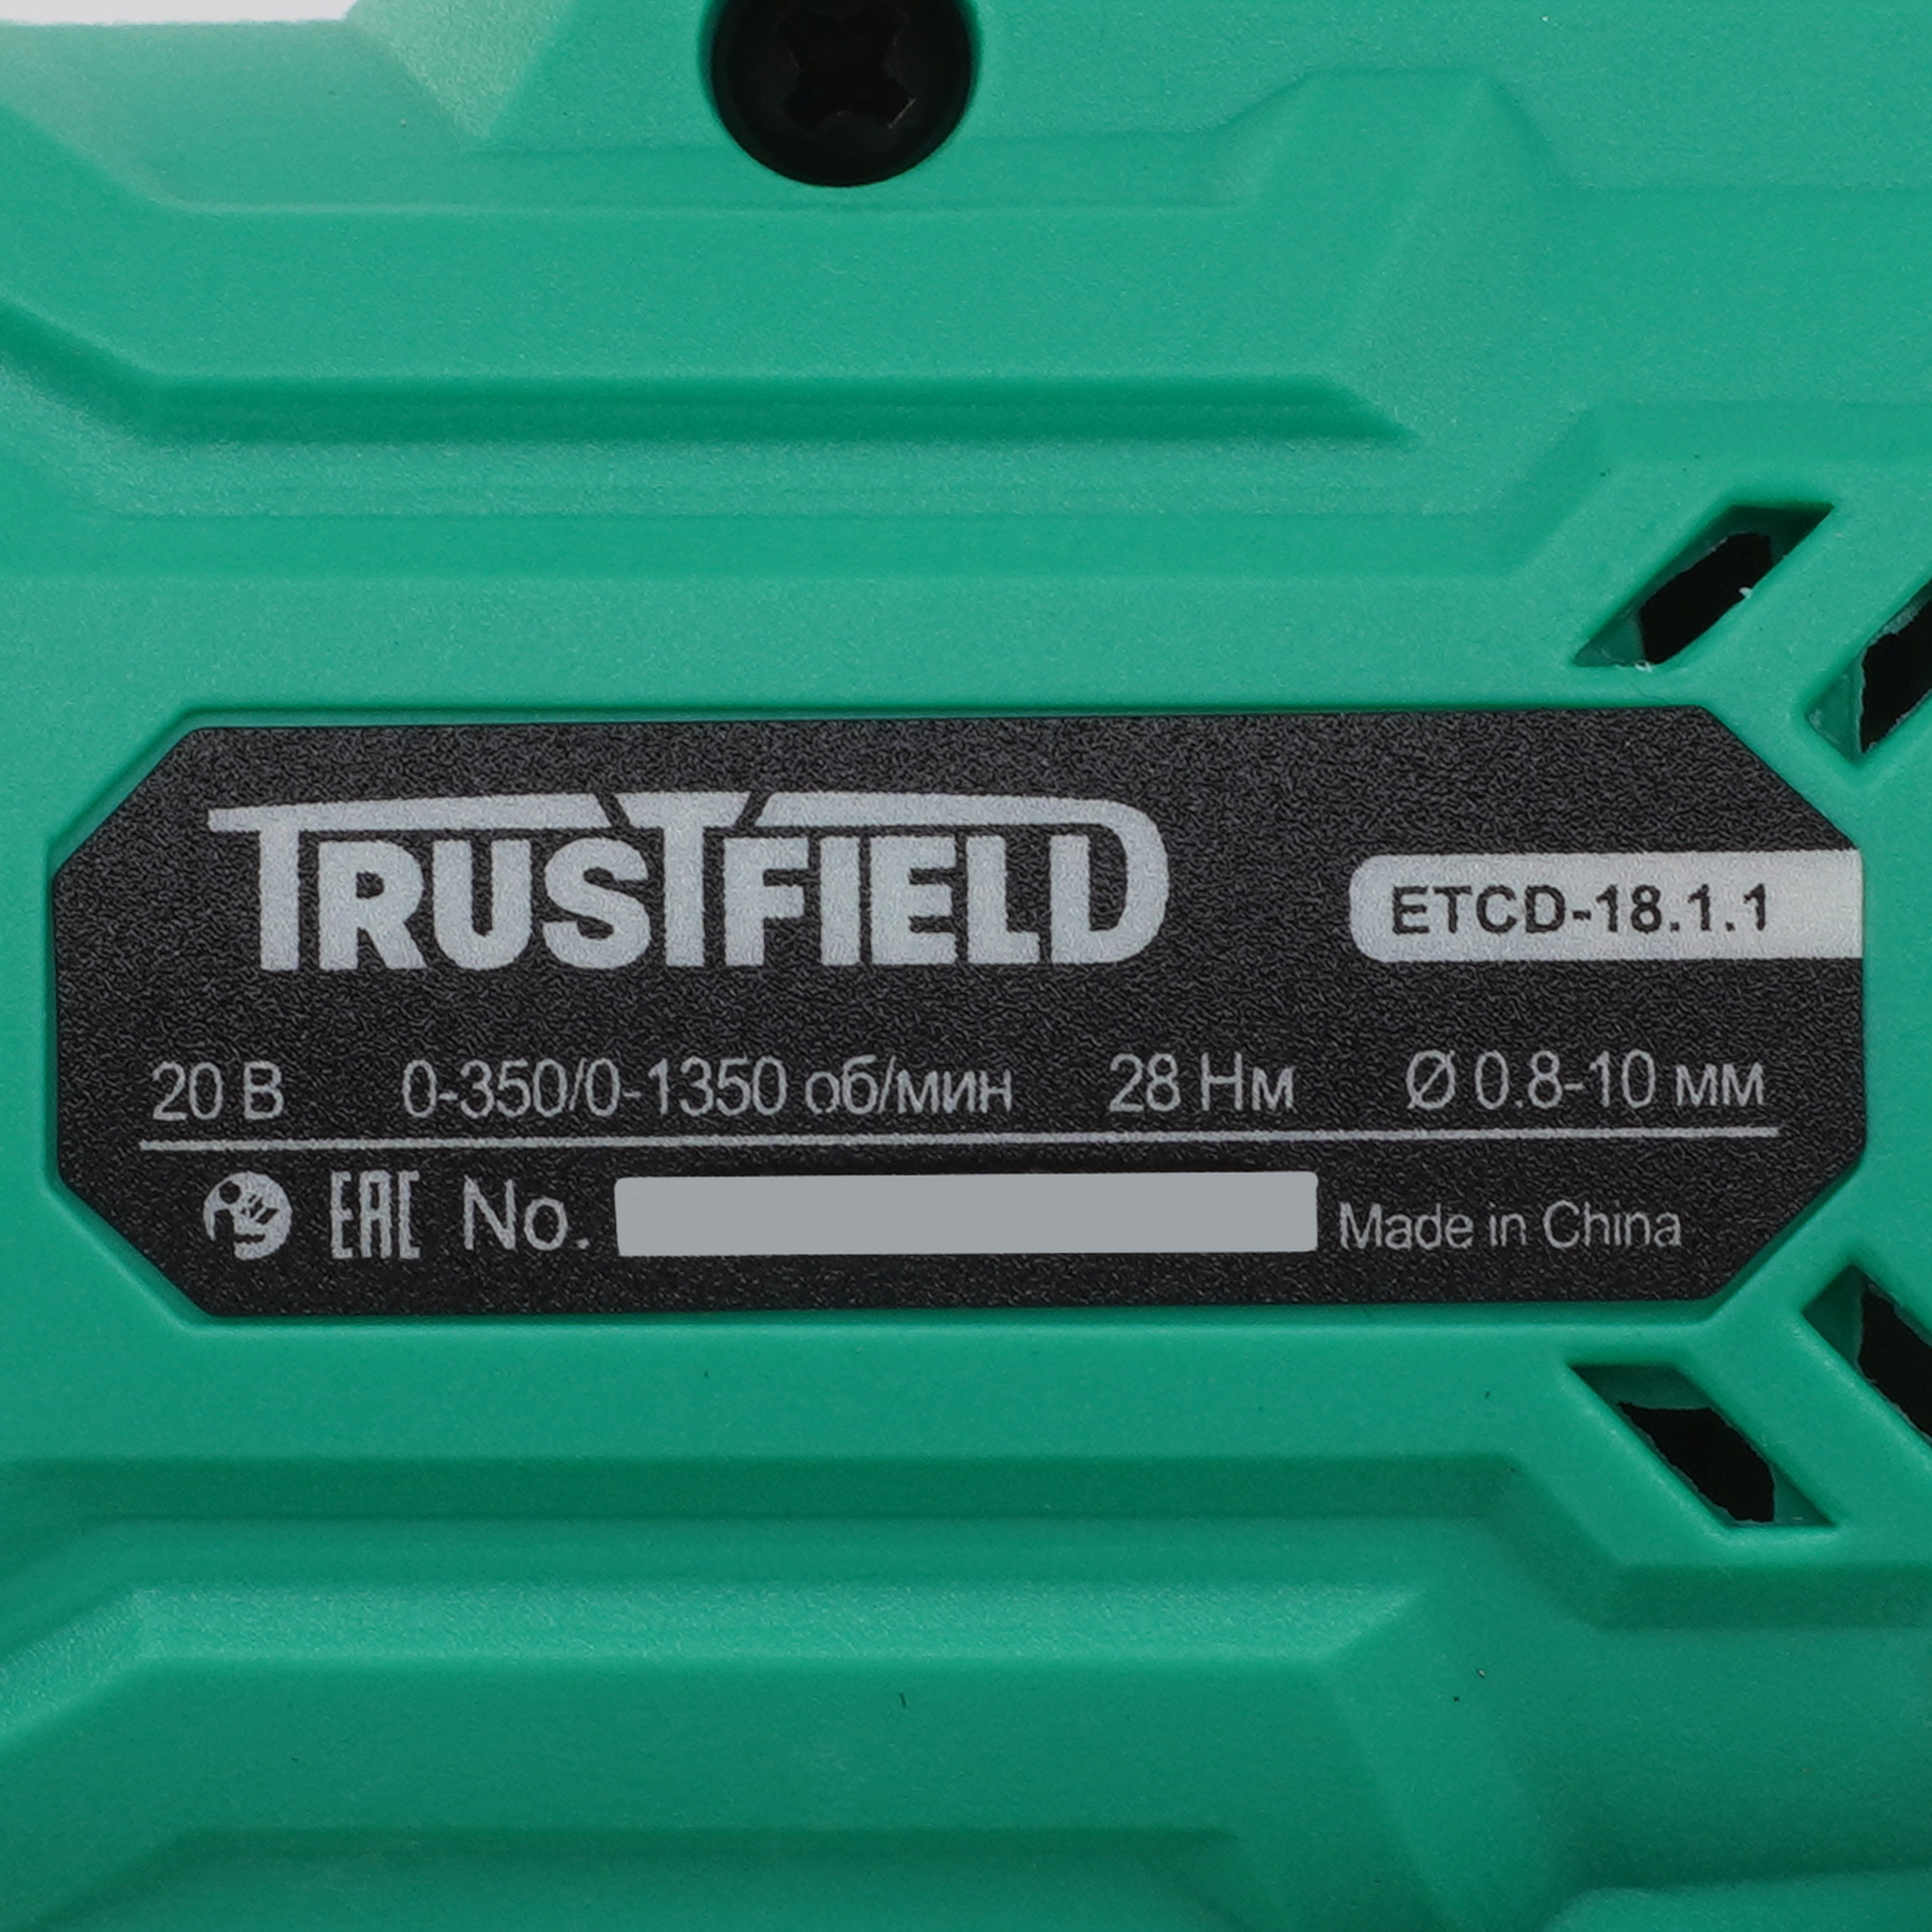 TRUSTFIELD
ETCD-18.1.1
20 В 0-350/0-1350 об/мин 28 Нм Ø 0.8-10 мм
EAC No. Made in China